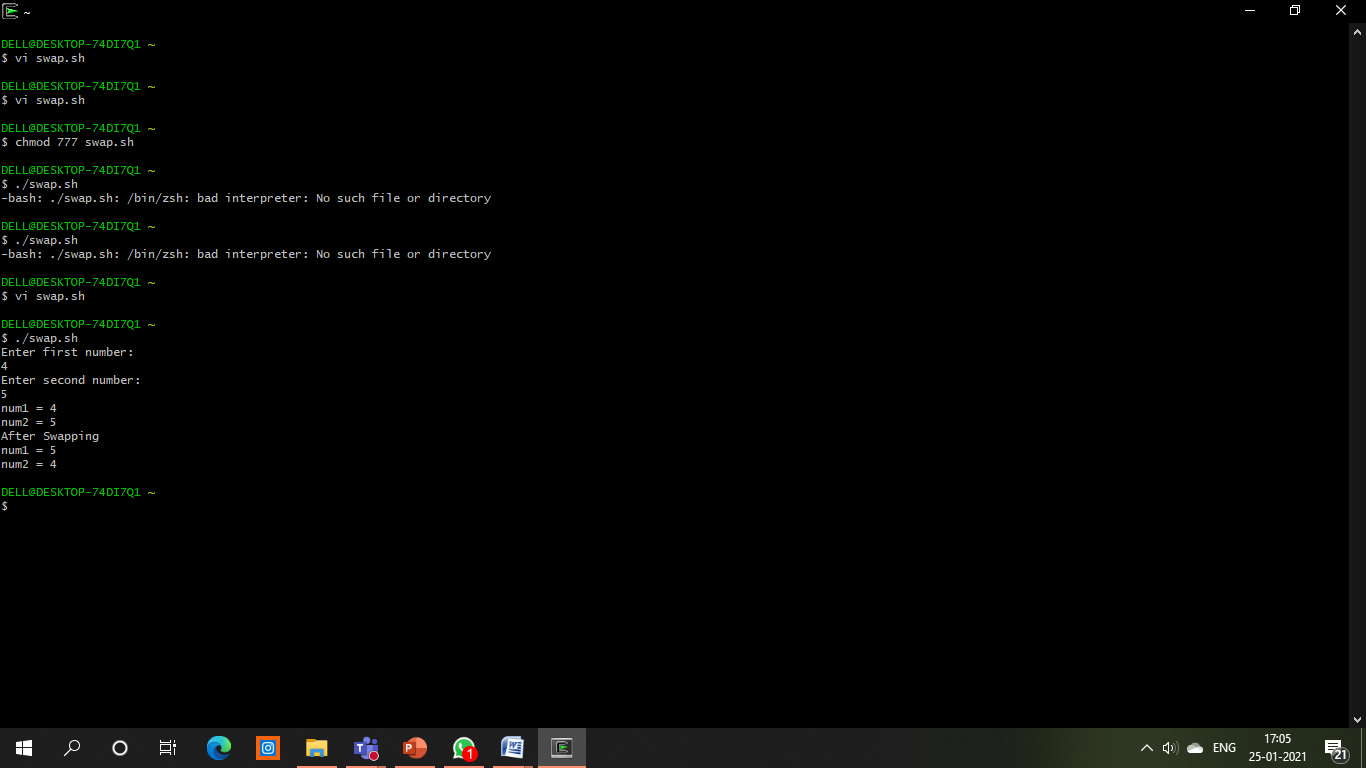 ~
DELL@DESKTOP-74DI7Q1 ~
$ vi swap.sh
DELL@DESKTOP-74DI7Q1 ~
$ vi swap.sh
DELL@DESKTOP-74DI7Q1 ~
$ chmod 777 swap.sh
DELL@DESKTOP-74DI7Q1 ~
$ ./swap.sh
-bash: ./swap.sh: /bin/zsh: bad interpreter: No such file or directory
DELL@DESKTOP-74DI7Q1 ~
$ ./swap.sh
-bash: ./swap.sh: /bin/zsh: bad interpreter: No such file or directory
DELL@DESKTOP-74DI7Q1 ~
$ vi swap.sh
DELL@DESKTOP-74DI7Q1 ~
$ ./swap.sh
Enter first number:
4
Enter second number:
5
num1 = 4
num2 = 5
After Swapping
num1 = 5
num2 = 4
DELL@DESKTOP-74DI7Q1 ~
$
T P 1 W ENG 17:05
25-01-2021 21